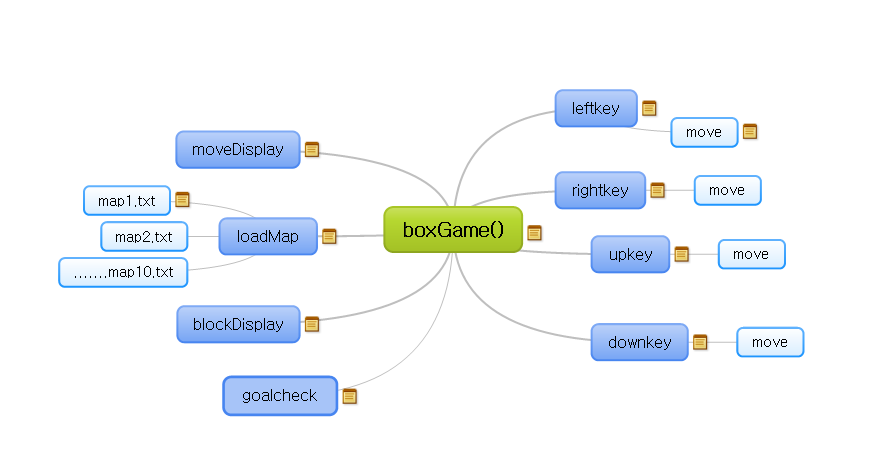 leftkey
move
moveDisplay
rightkey
move
map1.txt
boxGame()
map2.txt
loadMap
upkey
move
.......map10.txt
blockDisplay
downkey
move
goalcheck